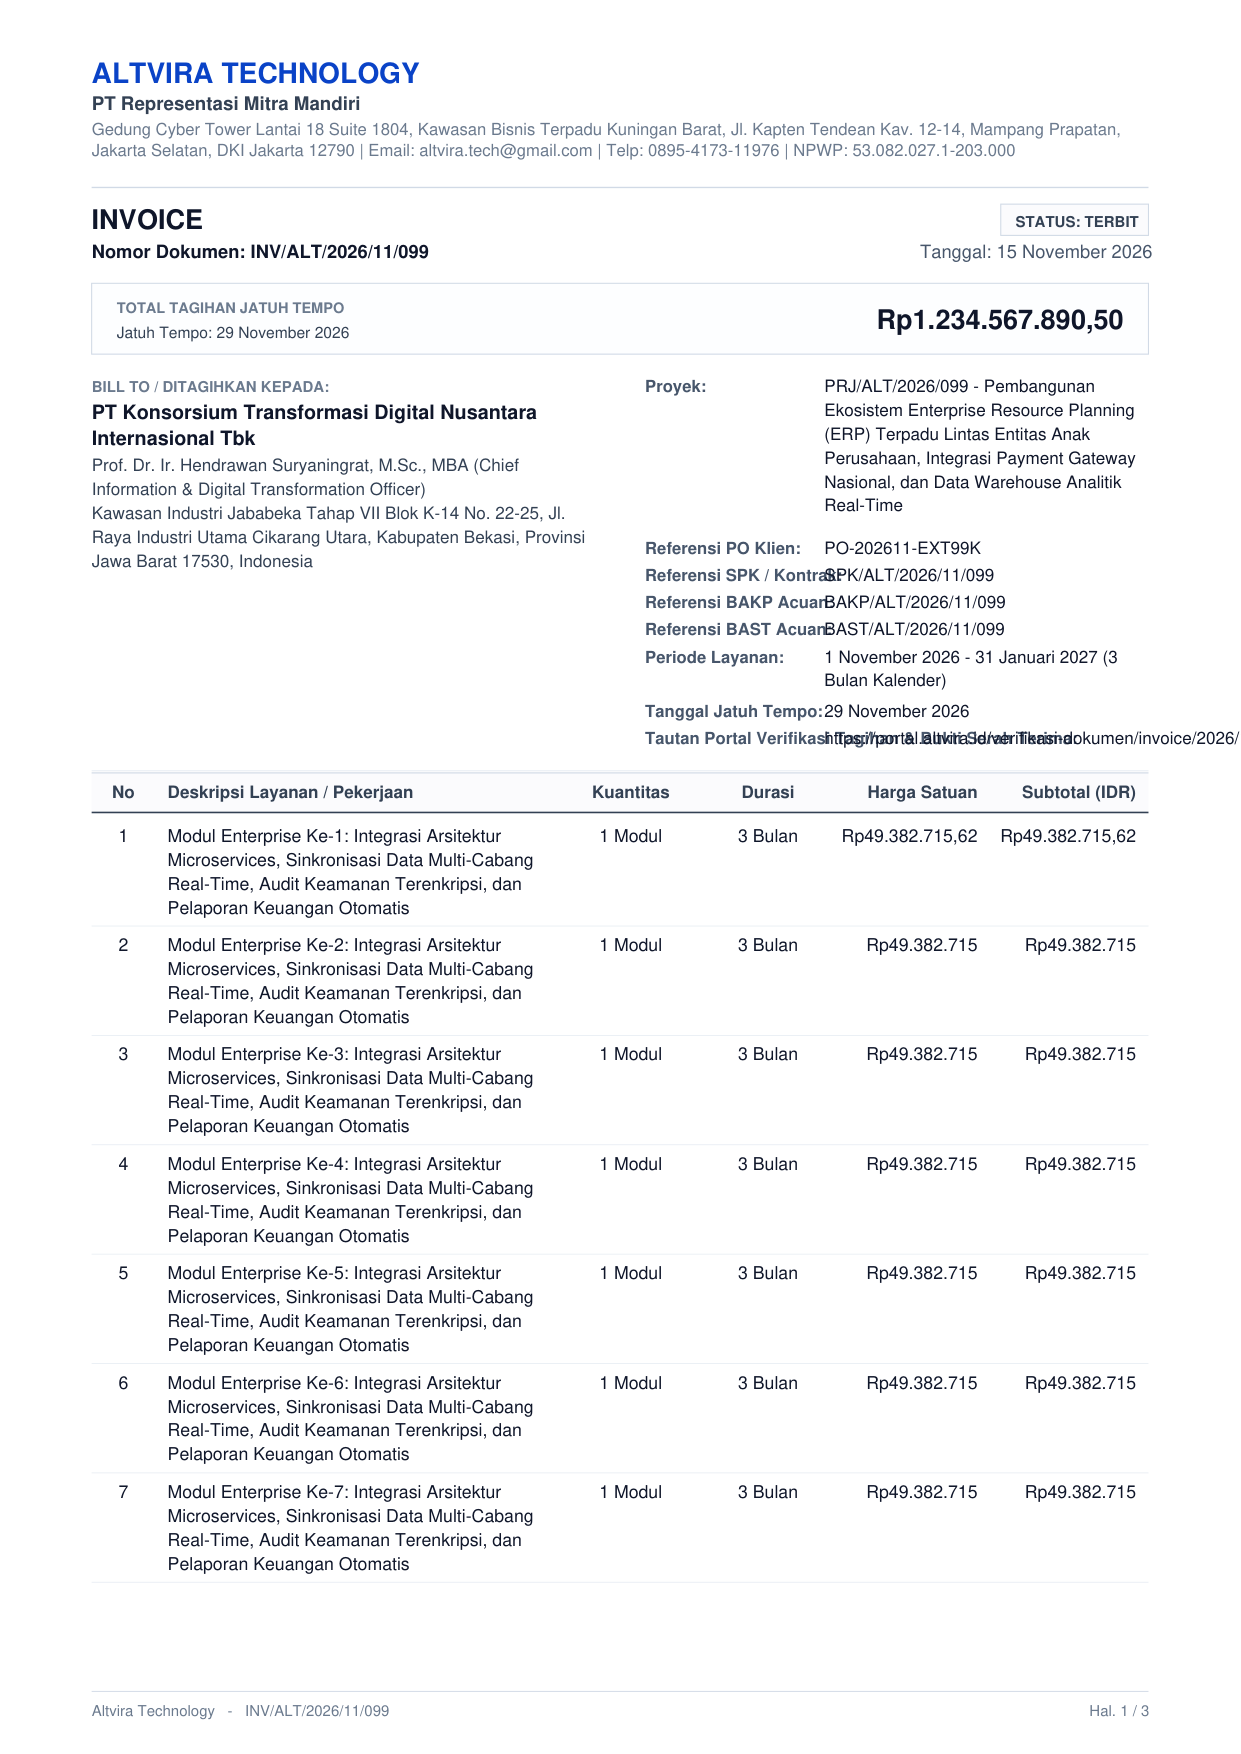 ALTVIRA TECHNOLOGY
PT Representasi Mitra Mandiri
Gedung Cyber Tower Lantai 18 Suite 1804, Kawasan Bisnis Terpadu Kuningan Barat, Jl. Kapten Tendean Kav. 12-14, Mampang Prapatan,
Jakarta Selatan, DKI Jakarta 12790 | Email: altvira.tech@gmail.com | Telp: 0895-4173-11976 | NPWP: 53.082.027.1-203.000
INVOICE
STATUS: TERBIT
Nomor Dokumen: INV/ALT/2026/11/099
Tanggal: 15 November 2026
TOTAL TAGIHAN JATUH TEMPO
Jatuh Tempo: 29 November 2026
Rp1.234.567.890,50
BILL TO / DITAGIHKAN KEPADA:
PT Konsorsium Transformasi Digital Nusantara
Internasional Tbk
Prof. Dr. Ir. Hendrawan Suryaningrat, M.Sc., MBA (Chief
Information & Digital Transformation Officer)
Kawasan Industri Jababeka Tahap VII Blok K-14 No. 22-25, Jl.
Raya Industri Utama Cikarang Utara, Kabupaten Bekasi, Provinsi
Jawa Barat 17530, Indonesia
Proyek: PRJ/ALT/2026/099 - Pembangunan
Ekosistem Enterprise Resource Planning
(ERP) Terpadu Lintas Entitas Anak
Perusahaan, Integrasi Payment Gateway
Nasional, dan Data Warehouse Analitik
Real-Time
Referensi PO Klien: PO-202611-EXT99K
Referensi SPK / Kontrak: SPK/ALT/2026/11/099
Referensi BAKP Acuan: BAKP/ALT/2026/11/099
Referensi BAST Acuan: BAST/ALT/2026/11/099
Periode Layanan: 1 November 2026 - 31 Januari 2027 (3
Bulan Kalender)
Tanggal Jatuh Tempo: 29 November 2026
Tautan Portal Verifikasi
No Deskripsi Layanan / Pekerjaan Kuantitas Durasi Harga Satuan Subtotal (IDR)
1 Modul Enterprise Ke-1: Integrasi Arsitektur 1 Modul 3 Bulan Rp49.382.715,62 Rp49.382.715,62
Microservices, Sinkronisasi Data Multi-Cabang
Real-Time, Audit Keamanan Terenkripsi, dan
Pelaporan Keuangan Otomatis
2 Modul Enterprise Ke-2: Integrasi Arsitektur 1 Modul 3 Bulan Rp49.382.715 Rp49.382.715
Microservices, Sinkronisasi Data Multi-Cabang
Real-Time, Audit Keamanan Terenkripsi, dan
Pelaporan Keuangan Otomatis
3 Modul Enterprise Ke-3: Integrasi Arsitektur 1 Modul 3 Bulan Rp49.382.715 Rp49.382.715
Microservices, Sinkronisasi Data Multi-Cabang
Real-Time, Audit Keamanan Terenkripsi, dan
Pelaporan Keuangan Otomatis
4 Modul Enterprise Ke-4: Integrasi Arsitektur 1 Modul 3 Bulan Rp49.382.715 Rp49.382.715
Microservices, Sinkronisasi Data Multi-Cabang
Real-Time, Audit Keamanan Terenkripsi, dan
Pelaporan Keuangan Otomatis
5 Modul Enterprise Ke-5: Integrasi Arsitektur 1 Modul 3 Bulan Rp49.382.715 Rp49.382.715
Microservices, Sinkronisasi Data Multi-Cabang
Real-Time, Audit Keamanan Terenkripsi, dan
Pelaporan Keuangan Otomatis
6 Modul Enterprise Ke-6: Integrasi Arsitektur 1 Modul 3 Bulan Rp49.382.715 Rp49.382.715
Microservices, Sinkronisasi Data Multi-Cabang
Real-Time, Audit Keamanan Terenkripsi, dan
Pelaporan Keuangan Otomatis
7 Modul Enterprise Ke-7: Integrasi Arsitektur 1 Modul 3 Bulan Rp49.382.715 Rp49.382.715
Microservices, Sinkronisasi Data Multi-Cabang
Real-Time, Audit Keamanan Terenkripsi, dan
Pelaporan Keuangan Otomatis
Altvira Technology - INV/ALT/2026/11/099
Hal. 1 / 3